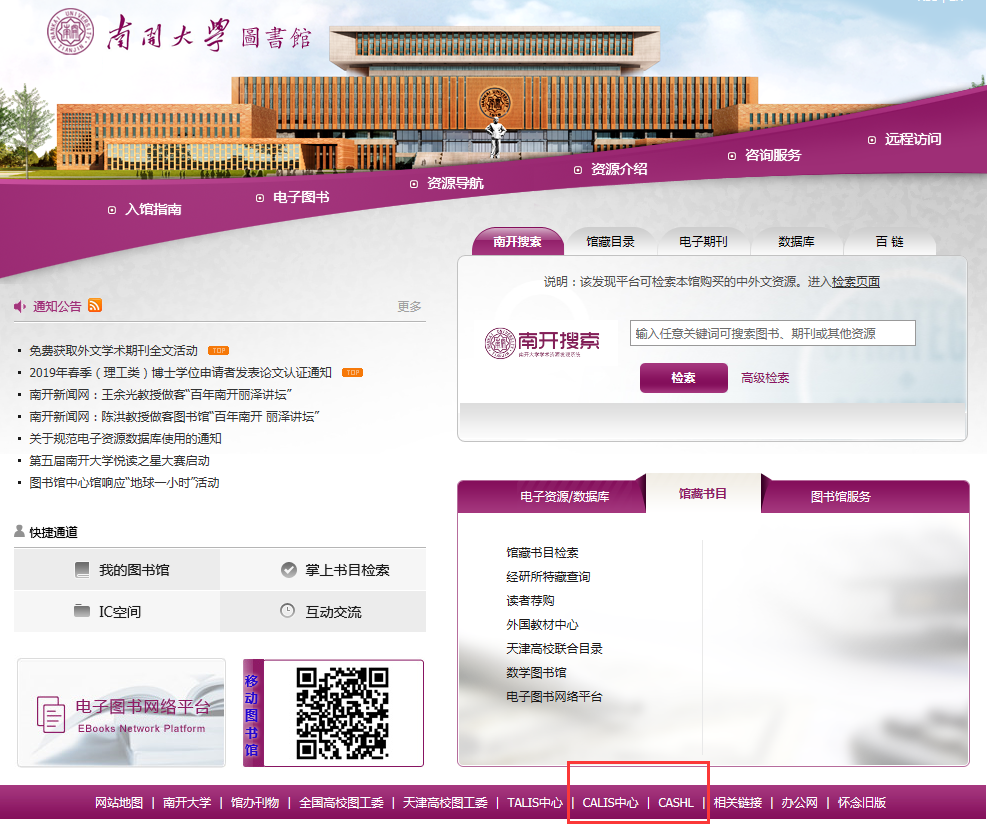 南開大學 圖書館
入馆指南
电子图书
资源导航
资源介绍
咨询服务
远程访问
南开搜索 馆藏目录 电子期刊 数据库 百 链
说明：该发现平台可检索本馆购买的中外文资源。进入检索页面
南开搜索
输入任意关键词可搜索图书、期刊或其他资源
检索 高级检索
通知公告 更多
免费获取外文学术期刊全文活动 TOP
2019年春季（理工类）博士学位申请者发表论文认证通知 TOP
南开新闻网：王余光教授做客“百年南开丽泽讲坛”
南开新闻网：陈洪教授做客图书馆“百年南开 丽泽讲坛”
关于规范电子资源数据库使用的通知
第五届南开大学悦读之星大赛启动
图书馆中心馆响应“地球一小时”活动
快捷通道
我的图书馆 掌上书目检索
IC空间 互动交流
电子图书网络平台
EBooks Network Platform
移动图书馆
电子资源/数据库 馆藏书目 图书馆服务
馆藏书目检索
经研所特藏查询
读者荐购
外国教材中心
天津高校联合目录
数学图书馆
电子图书网络平台
网站地图 | 南开大学 | 馆办刊物 | 全国高校图工委 | 天津高校图工委 | TALIS中心 | CALIS中心 | CASHL | 相关链接 | 办公网 | 怀念旧版